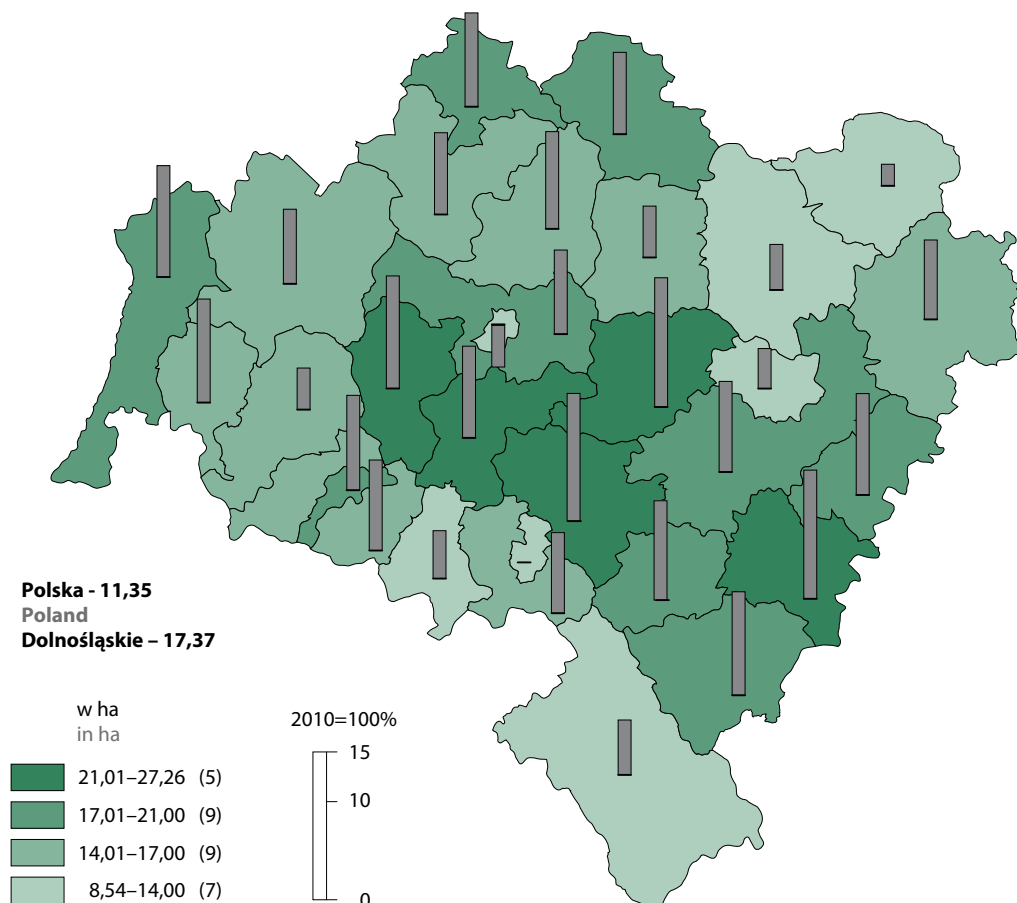 Polska - 11,35
Poland
Dolnośląskie – 17,37
w ha
in ha
21,01–27,26 (5)
17,01–21,00 (9)
14,01–17,00 (9)
8,54–14,00 (7)
2010=100%
15
10
0